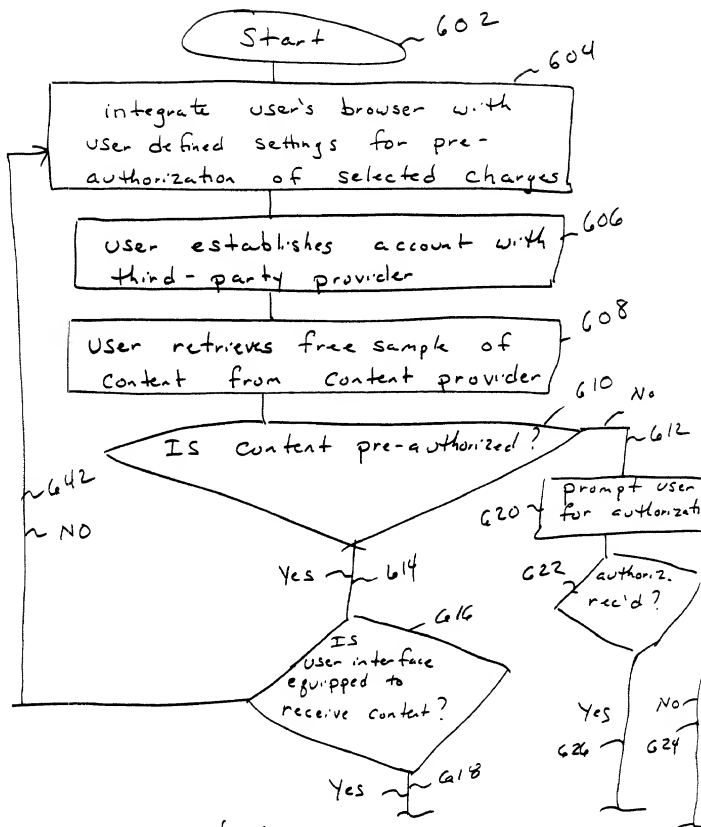 Start
602
604
integrate user's browser with
user defined settings for pre-
authorization of selected charges
user establishes account with
third-party provider
606
User retrieves free sample of
content from content provider
608
610
No
612
Is content pre-authorized?
642
NO
620
prompt user
for authorizati
Yes
614
622
authoriz.
rec'd?
616
Is
user interface
equipped to
receive content?
Yes
626
No
624
Yes
618